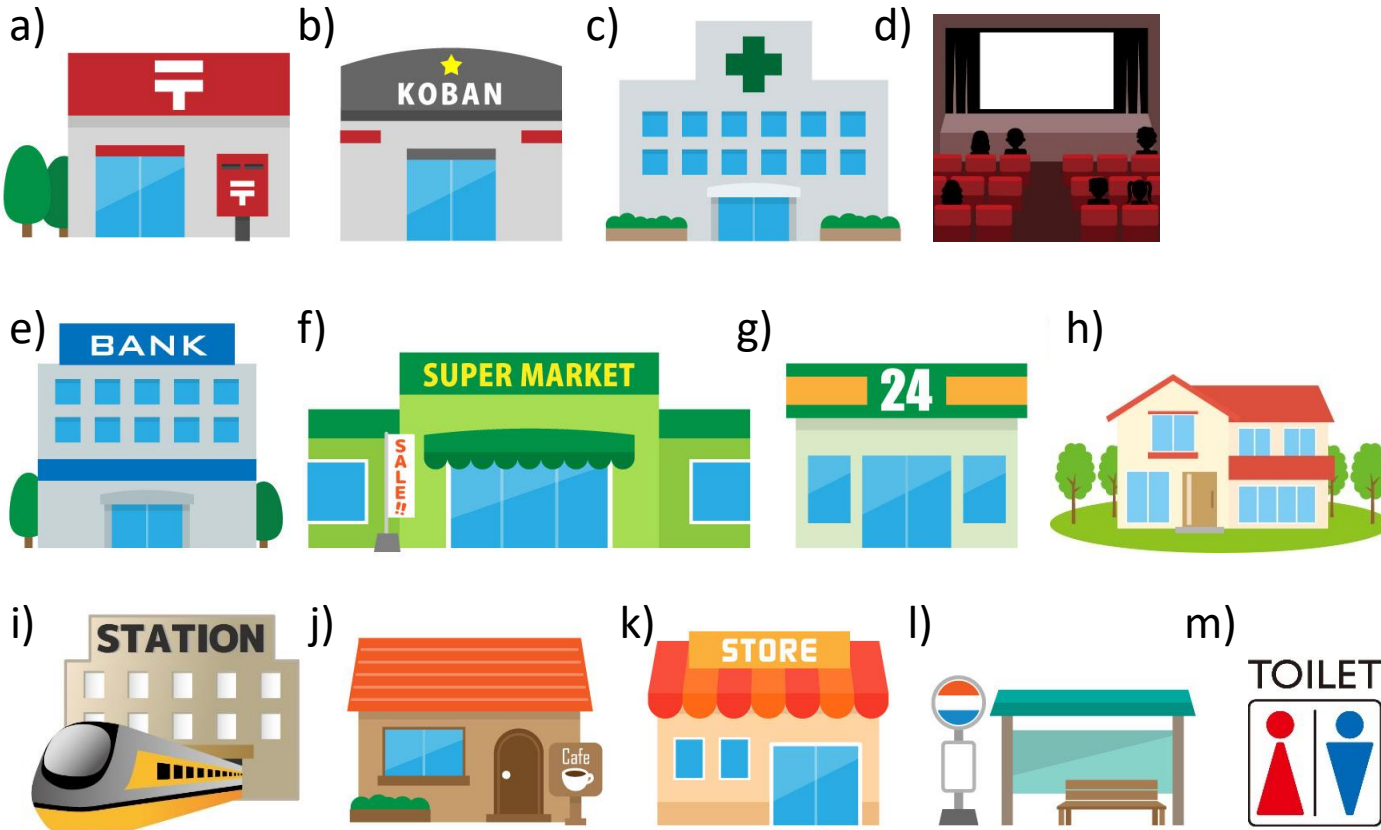 a)
b)
c)
d)
〒
KOBAN
〒
e)
f)
g)
h)
BANK
SUPER MARKET
24
SALE!!
i)
j)
k)
l)
m)
STATION
STORE
TOILET
Cafe